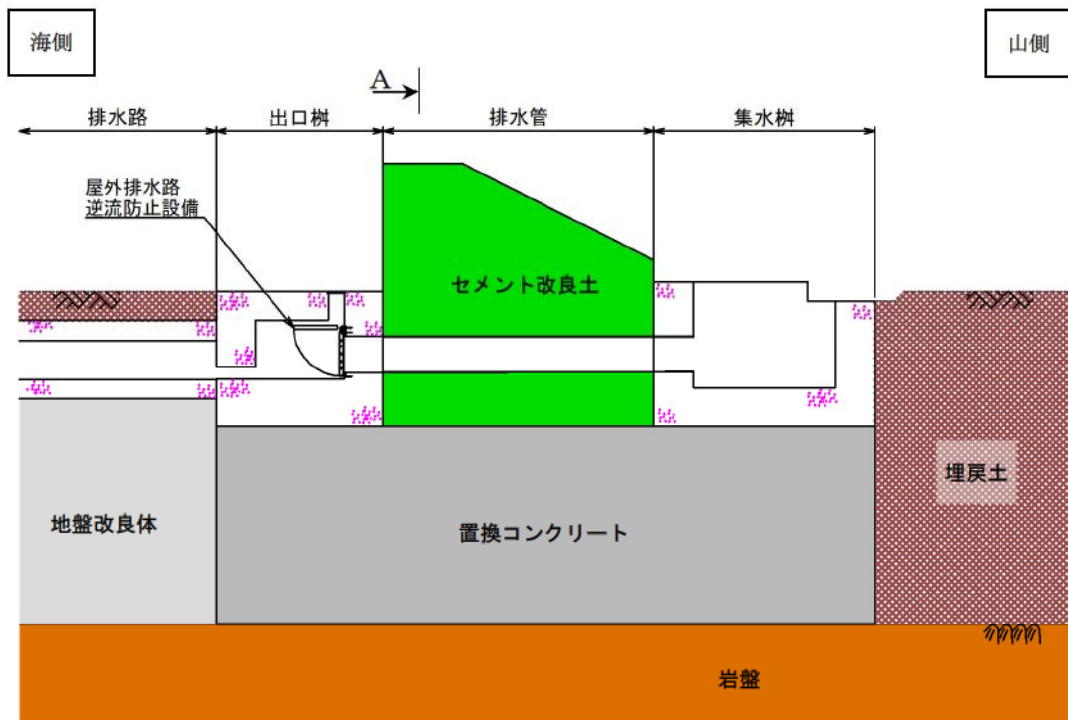 海側
山側
A
排水路
出口桝
排水管
集水桝
屋外排水路
逆流防止設備
セメント改良土
埋戻土
地盤改良体
置換コンクリート
岩盤